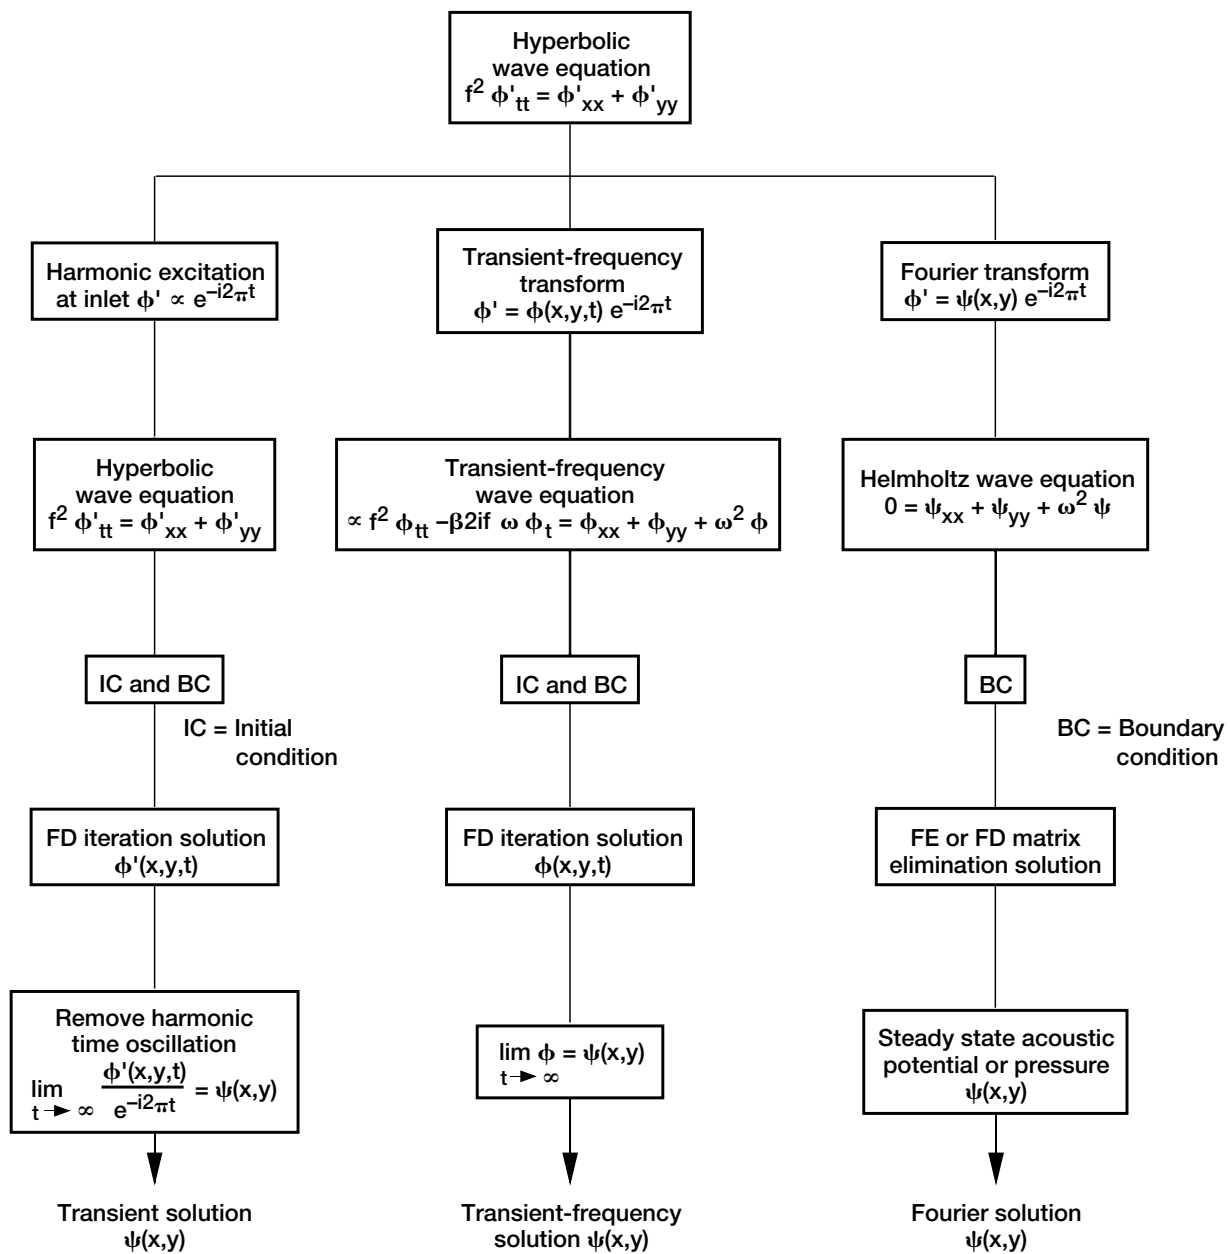 Hyperbolic
wave equation
f² ϕ'tt = ϕ'xx + ϕ'yy
Harmonic excitation
at inlet ϕ' ∝ e^–i2πt
Transient-frequency
transform
ϕ' = ϕ(x,y,t) e^–i2πt
Fourier transform
ϕ' = ψ(x,y) e^–i2πt
Hyperbolic
wave equation
f² ϕ'tt = ϕ'xx + ϕ'yy
Transient-frequency
wave equation
∝ f² ϕtt –β2if ω ϕt = ϕxx + ϕyy + ω² ϕ
Helmholtz wave equation
0 = ψxx + ψyy + ω² ψ
IC and BC
IC and BC
BC
IC = Initial
condition
BC = Boundary
condition
FD iteration solution
ϕ'(x,y,t)
FD iteration solution
ϕ(x,y,t)
FE or FD matrix
elimination solution
Remove harmonic
time oscillation
lim ϕ'(x,y,t) / e^–i2πt = ψ(x,y)
t → ∞
lim ϕ = ψ(x,y)
t → ∞
Steady state acoustic
potential or pressure
ψ(x,y)
Transient solution
ψ(x,y)
Transient-frequency
solution ψ(x,y)
Fourier solution
ψ(x,y)